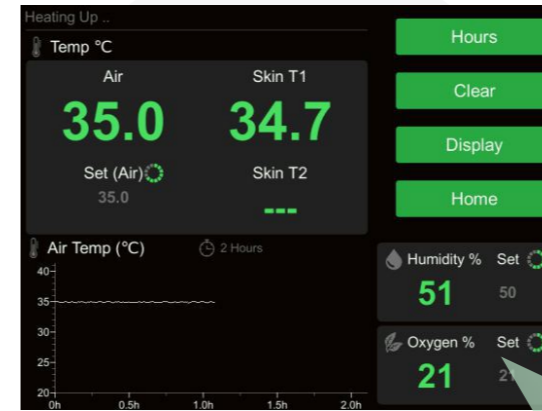 Heating Up ..
Temp °C
Air Skin T1
35.0 34.7
Set (Air) Skin T2
35.0 ---
Air Temp (°C) 2 Hours
40
35
30
25
20
0h 0.5h 1.0h 1.5h 2.0h
Hours
Clear
Display
Home
Humidity % Set
51 50
Oxygen % Set
21 21